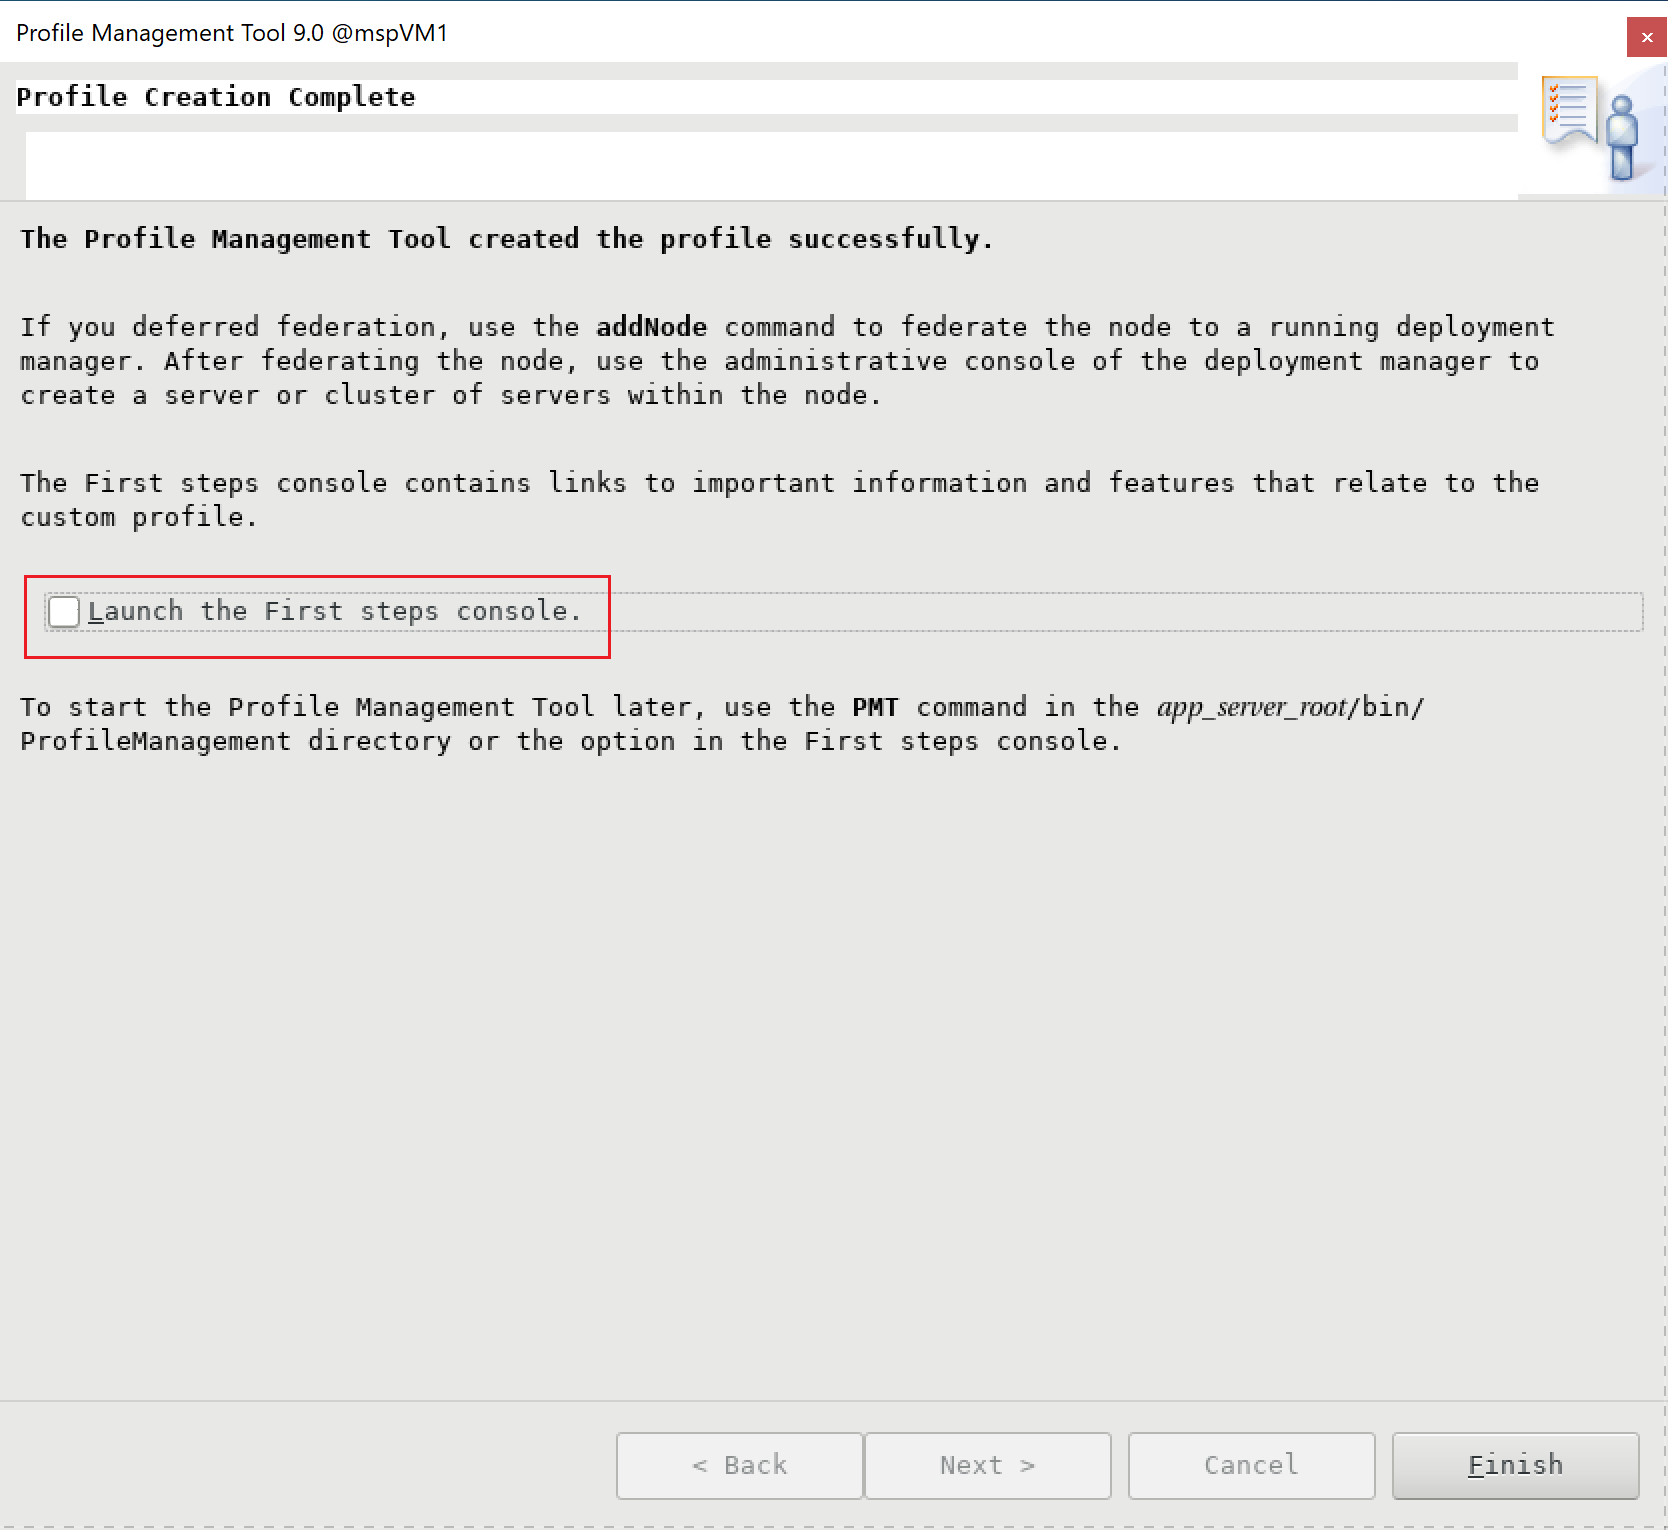 Profile Management Tool 9.0 @mspVM1
×
Profile Creation Complete
The Profile Management Tool created the profile successfully.
If you deferred federation, use the addNode command to federate the node to a running deployment
manager. After federating the node, use the administrative console of the deployment manager to
create a server or cluster of servers within the node.
The First steps console contains links to important information and features that relate to the
custom profile.
Launch the First steps console.
To start the Profile Management Tool later, use the PMT command in the app_server_root/bin/
ProfileManagement directory or the option in the First steps console.
< Back
Next >
Cancel
Finish